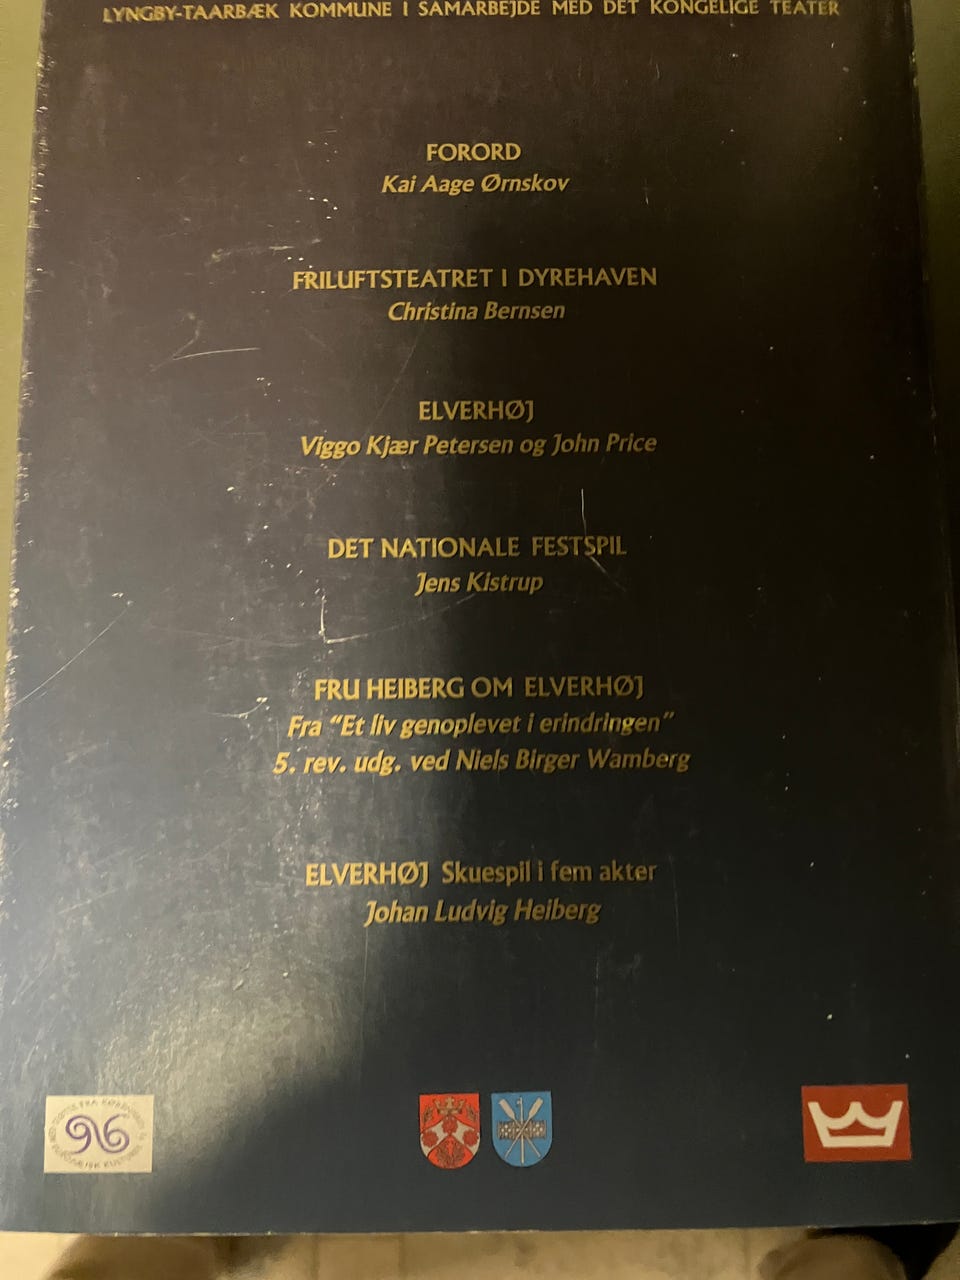 LYNGBY-TAARBÆK KOMMUNE I SAMARBEJDE MED DET KONGELIGE TEATER
FORORD
Kai Aage Ørnskov
FRILUFTSTEATRET I DYREHAVEN
Christina Bernsen
ELVERHØJ
Viggo Kjær Petersen og John Price
DET NATIONALE FESTSPIL
Jens Kistrup
FRU HEIBERG OM ELVERHØJ
Fra "Et liv genoplevet i erindringen"
5. rev. udg. ved Niels Birger Wamberg
ELVERHØJ Skuespil i fem akter
Johan Ludvig Heiberg
96